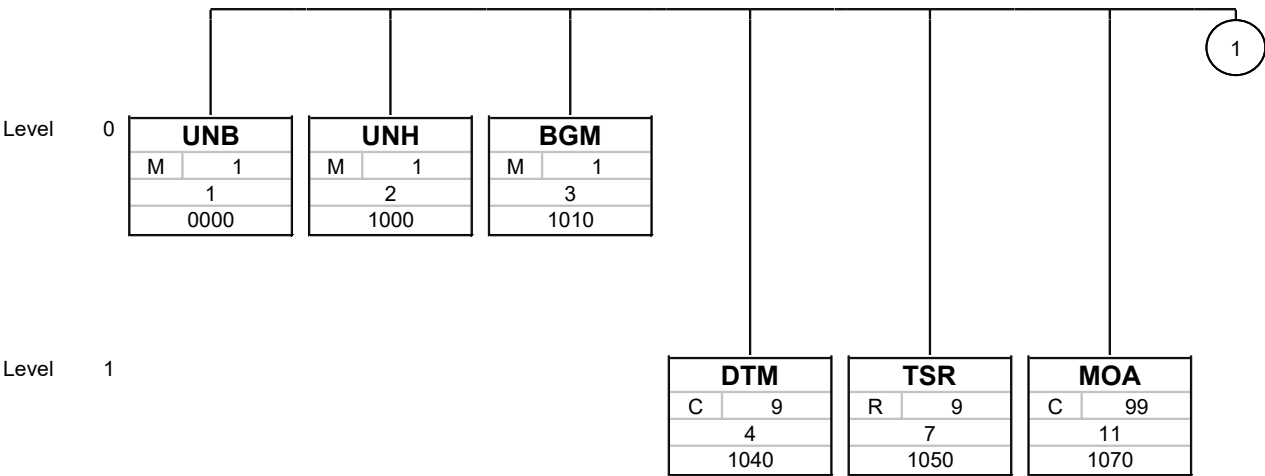 1
Level 0
UNB UNH BGM
M 1 M 1 M 1
1 2 3
0000 1000 1010
Level 1
DTM TSR MOA
C 9 R 9 C 99
4 7 11
1040 1050 1070